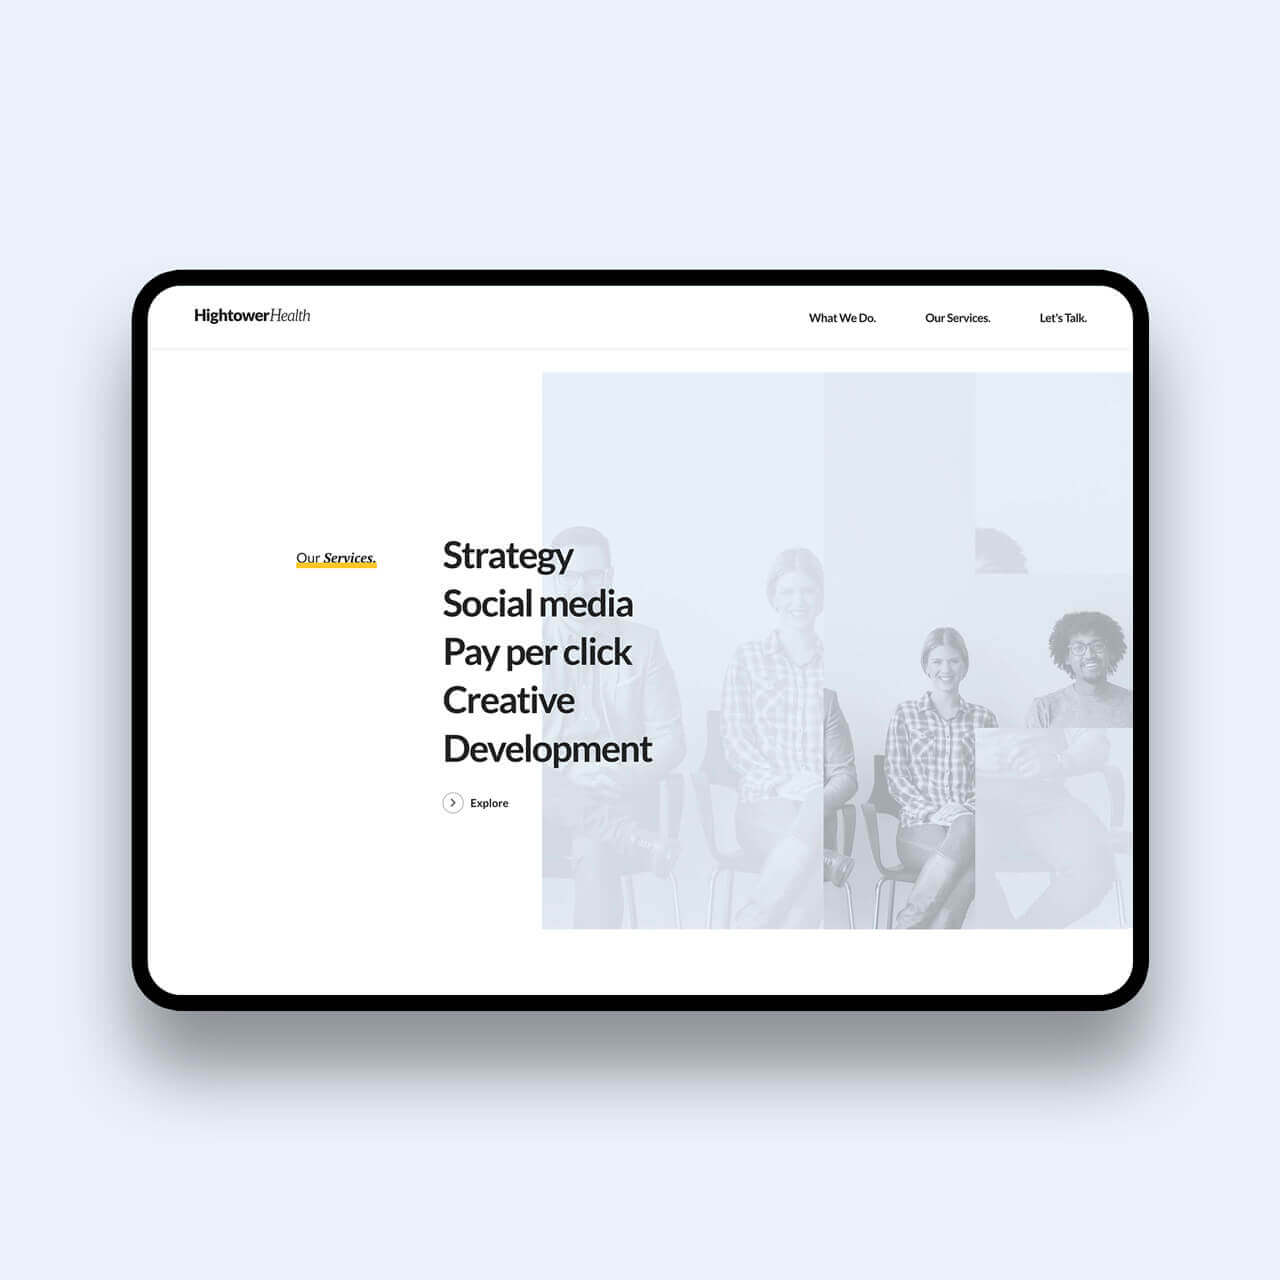 HightowerHealth
What We Do.
Our Services.
Let's Talk.
Our Services.
Strategy
Social media
Pay per click
Creative
Development
Explore